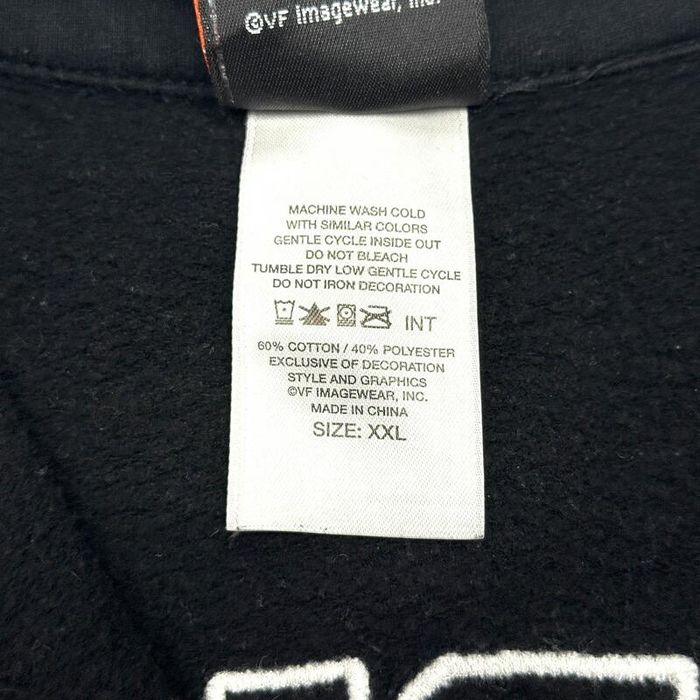 ©VF Imagewear, Inc.
MACHINE WASH COLD
WITH SIMILAR COLORS
GENTLE CYCLE INSIDE OUT
DO NOT BLEACH
TUMBLE DRY LOW GENTLE CYCLE
DO NOT IRON DECORATION
INT
60% COTTON / 40% POLYESTER
EXCLUSIVE OF DECORATION
STYLE AND GRAPHICS
©VF IMAGEWEAR, INC.
MADE IN CHINA
SIZE: XXL